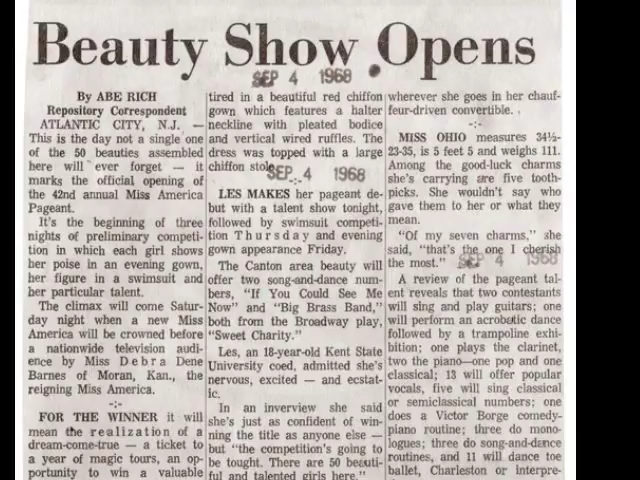 Beauty Show Opens
SEP 4 1968
By ABE RICH
Repository Correspondent
ATLANTIC CITY, N.J. —
This is the day not a single one
of the 50 beauties assembled
here will ever forget — it
marks the official opening of
the 42nd annual Miss America
Pageant.
It's the beginning of three
nights of preliminary competi-
tion in which each girl shows
her poise in an evening gown,
her figure in a swimsuit and
her particular talent.
The climax will come Satur-
day night when a new Miss
America will be crowned before
a nationwide television audi-
ence by Miss Debra Dene
Barnes of Moran, Kan., the
reigning Miss America.
-:-
FOR THE WINNER it will
mean the realization of a
dream-come-true — a ticket to
a year of magic tours, an op-
portunity to win a valuable
tired in a beautiful red chiffon
gown which features a halter
neckline with pleated bodice
and vertical wired ruffles. The
dress was topped with a large
chiffon stole.
SEP 4 1968
-:-
LES MAKES her pageant de-
but with a talent show tonight,
followed by swimsuit competi-
tion Thursday and evening
gown appearance Friday.
The Canton area beauty will
offer two song-and-dance num-
bers, "If You Could See Me
Now" and "Big Brass Band,"
both from the Broadway play,
"Sweet Charity."
Les, an 18-year-old Kent State
University coed, admitted she's
nervous, excited — and ecstat-
ic.
In an inverview she said
she's just as confident of win-
ning the title as anyone else —
but "the competition's going to
be tought. There are 50 beauti-
ful and talented girls here."
wherever she goes in her chauf-
feur-driven convertible.
-:-
MISS OHIO measures 34½-
23-35, is 5 feet 5 and weighs 111.
Among the good-luck charms
she's carrying are five tooth-
picks. She wouldn't say who
gave them to her or what they
mean.
"Of my seven charms," she
said, "that's the one I cherish
the most."
SEP 4 1968
A review of the pageant tal-
ent reveals that two contestants
will sing and play guitars; one
will perform an acrobatic dance
followed by a trampoline exhi-
bition; one plays the clarinet,
two the piano—one pop and one
classical; 13 will offer popular
vocals, five will sing classical
or semiclassical numbers; one
does a Victor Borge comedy-
piano routine; three do mono-
logues; three do song-and-dance
routines, and 11 will dance toe
ballet, Charleston or interpre-